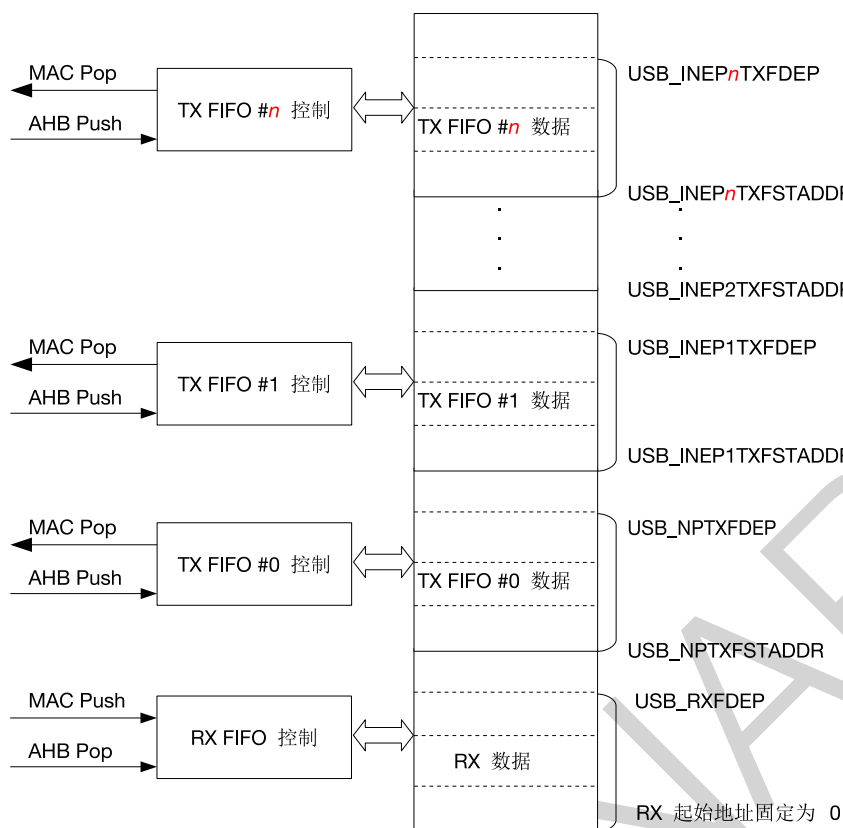 MAC Pop
AHB Push
TX FIFO #n 控制
TX FIFO #n 数据
USB_INEPnTXFDEP
USB_INEPnTXFSTADDR
USB_INEP2TXFSTADDR
MAC Pop
AHB Push
TX FIFO #1 控制
TX FIFO #1 数据
USB_INEP1TXFDEP
USB_INEP1TXFSTADDR
MAC Pop
AHB Push
TX FIFO #0 控制
TX FIFO #0 数据
USB_NPTXFDEP
USB_NPTXFSTADDR
MAC Push
AHB Pop
RX FIFO 控制
RX 数据
USB_RXFDEP
RX 起始地址固定为 0